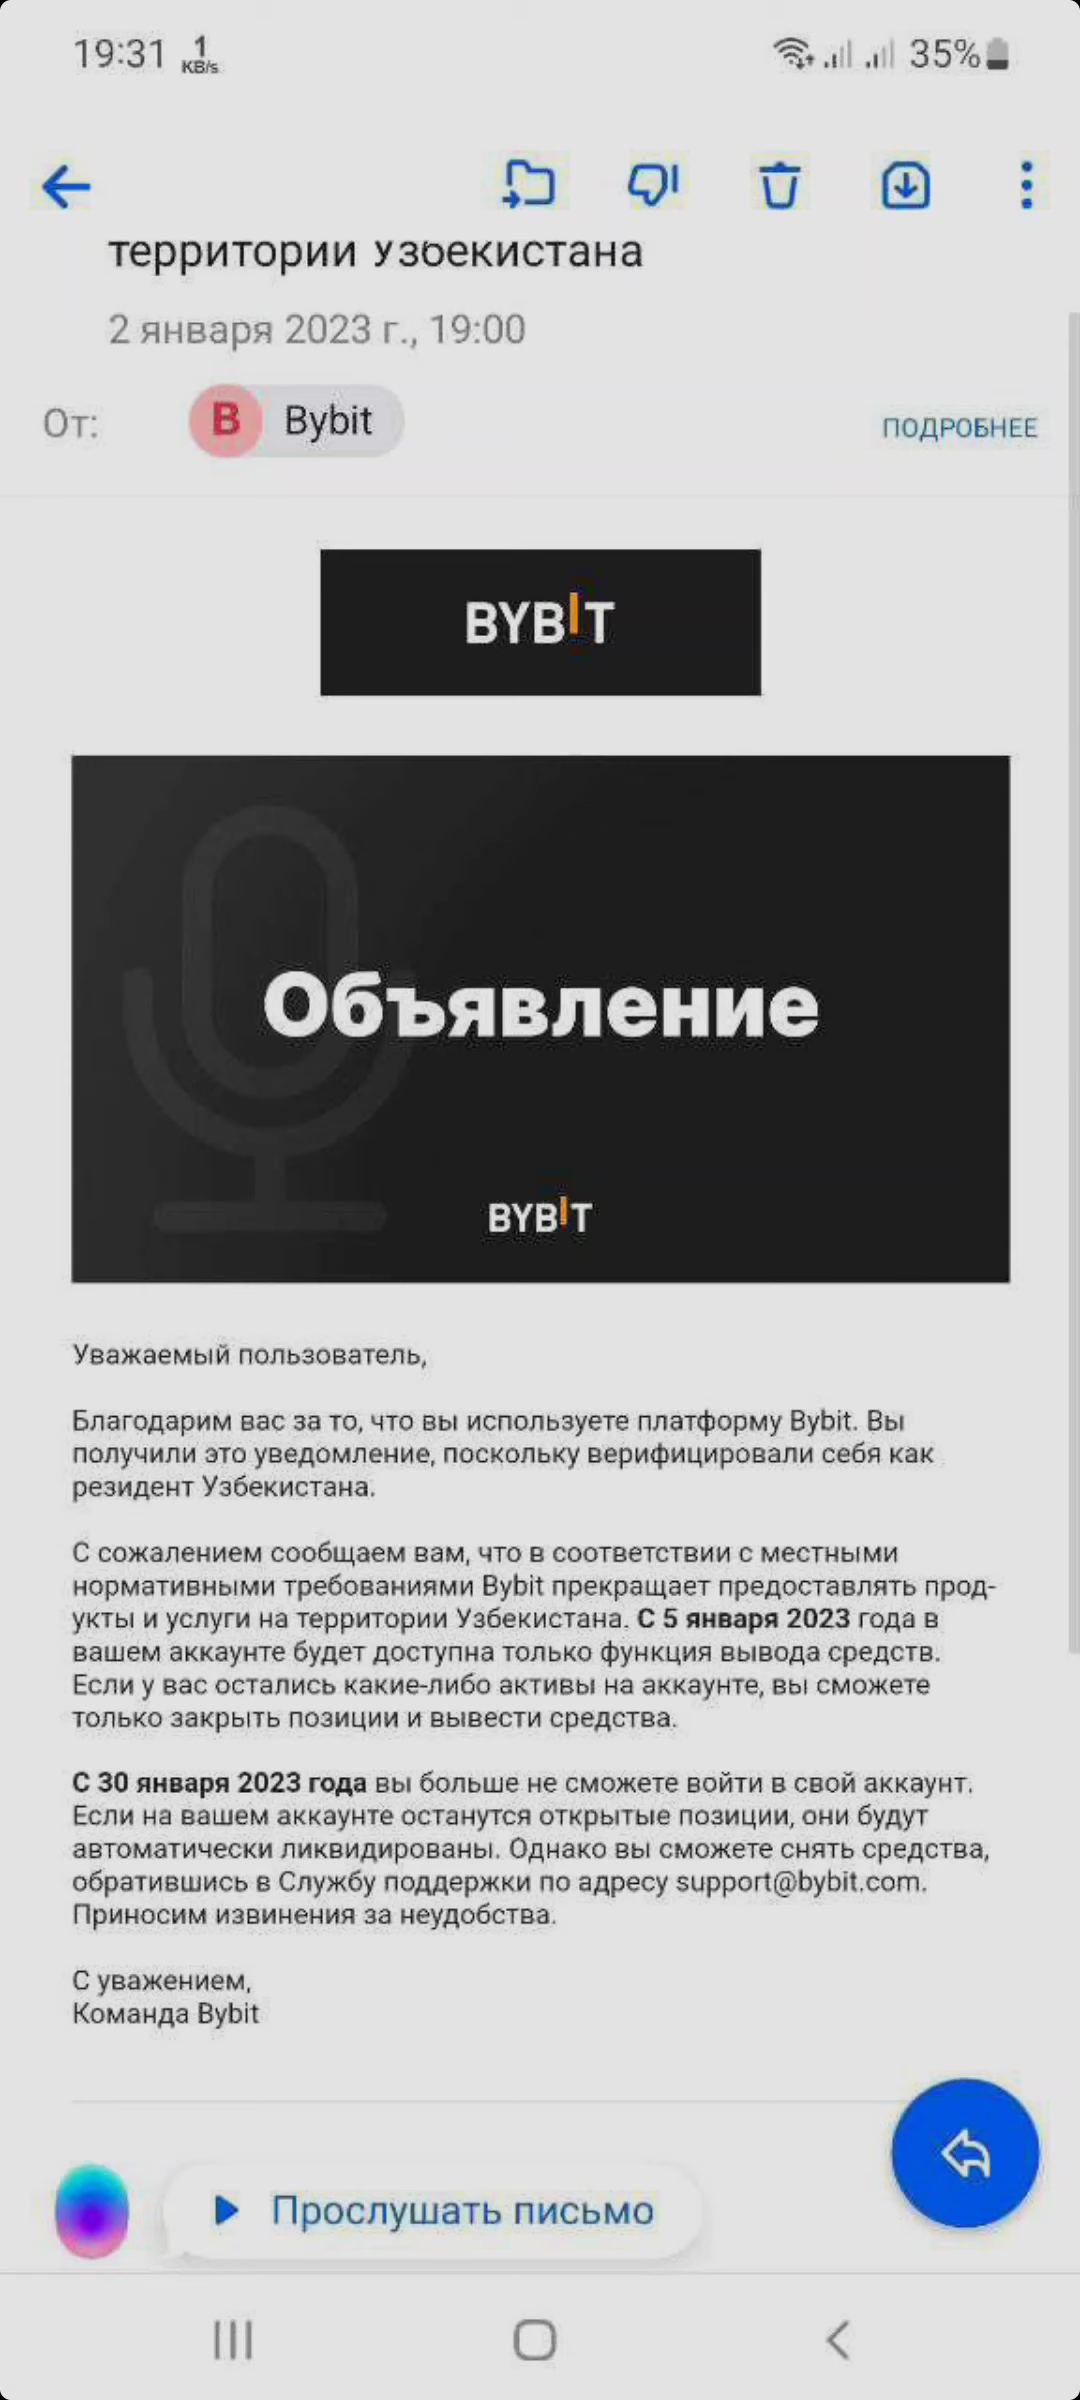 19:31 1 KB/s 35%
территории Узбекистана
2 января 2023 г., 19:00
От: B Bybit ПОДРОБНЕЕ
BYBIT
Объявление
BYBIT
Уважаемый пользователь,
Благодарим вас за то, что вы используете платформу Bybit. Вы
получили это уведомление, поскольку верифицировали себя как
резидент Узбекистана.
С сожалением сообщаем вам, что в соответствии с местными
нормативными требованиями Bybit прекращает предоставлять прод-
укты и услуги на территории Узбекистана. С 5 января 2023 года в
вашем аккаунте будет доступна только функция вывода средств.
Если у вас остались какие-либо активы на аккаунте, вы сможете
только закрыть позиции и вывести средства.
С 30 января 2023 года вы больше не сможете войти в свой аккаунт.
Если на вашем аккаунте останутся открытые позиции, они будут
автоматически ликвидированы. Однако вы сможете снять средства,
обратившись в Службу поддержки по адресу support@bybit.com.
Приносим извинения за неудобства.
С уважением,
Команда Bybit
Прослушать письмо